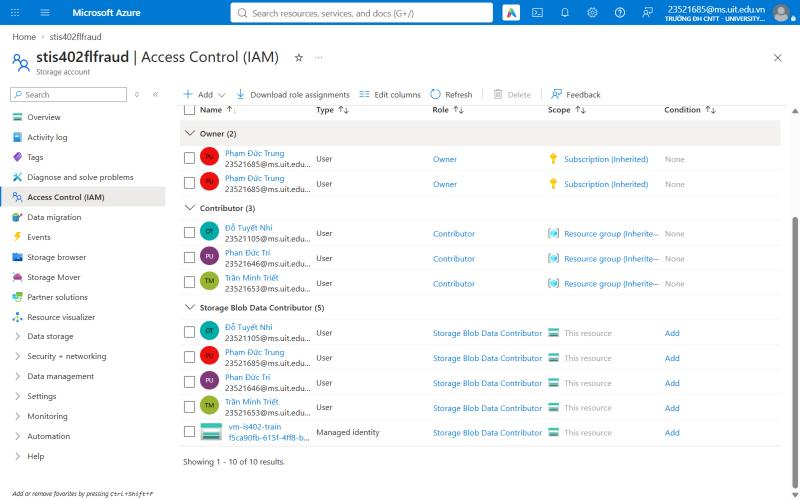 Microsoft Azure
Search resources, services, and docs (G+/)
23521685@ms.uit.edu.vn
TRƯỜNG ĐH CNTT - UNIVERSITY...
Home > stis402flfraud
stis402flfraud | Access Control (IAM)
Storage account
Search
Add
Download role assignments
Edit columns
Refresh
Delete
Feedback
Overview
Activity log
Tags
Diagnose and solve problems
Access Control (IAM)
Data migration
Events
Storage browser
Storage Mover
Partner solutions
Resource visualizer
Data storage
Security + networking
Data management
Settings
Monitoring
Automation
Help
Add or remove favorites by pressing Ctrl+Shift+F
Name Type Role Scope Condition
Owner (2)
PU Phạm Đức Trung User Owner Subscription (Inherited) None
23521685@ms.uit.edu...
PU Phạm Đức Trung User Owner Subscription (Inherited) None
23521685@ms.uit.edu...
Contributor (3)
ĐT Đỗ Tuyết Nhi User Contributor Resource group (Inherite... None
23521105@ms.uit.edu...
PU Phan Đức Trí User Contributor Resource group (Inherite... None
23521646@ms.uit.edu...
TM Trần Minh Triết User Contributor Resource group (Inherite... None
23521653@ms.uit.edu...
Storage Blob Data Contributor (5)
ĐT Đỗ Tuyết Nhi User Storage Blob Data Contributor This resource Add
23521105@ms.uit.edu...
PU Phạm Đức Trung User Storage Blob Data Contributor This resource Add
23521685@ms.uit.edu...
PU Phan Đức Trí User Storage Blob Data Contributor This resource Add
23521646@ms.uit.edu...
TM Trần Minh Triết User Storage Blob Data Contributor This resource Add
23521653@ms.uit.edu...
vm-is402-train Managed identity Storage Blob Data Contributor This resource Add
f5ca90fb-615f-4ff8-b...
Showing 1 - 10 of 10 results.